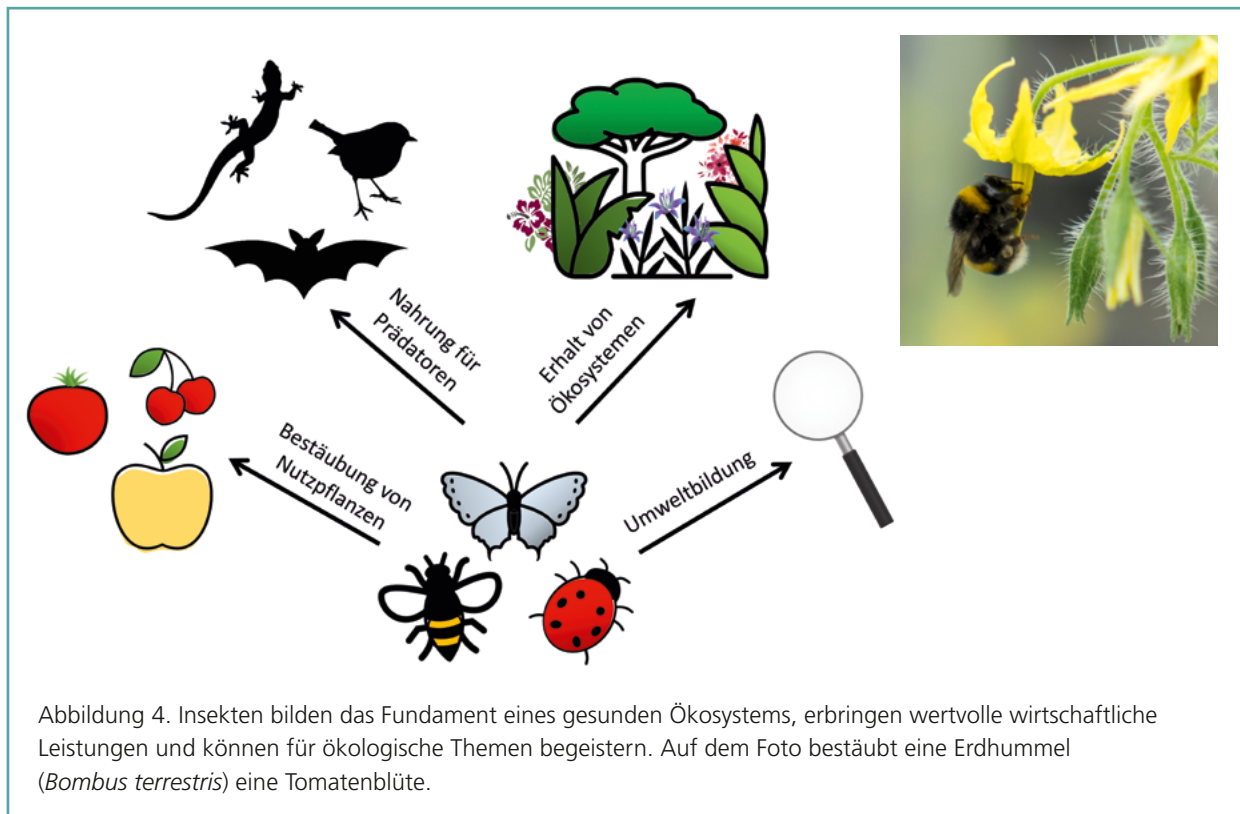 Nahrung für
Prädatoren
Erhalt von
Ökosystemen
Bestäubung von
Nutzpflanzen
Umweltbildung
Abbildung 4. Insekten bilden das Fundament eines gesunden Ökosystems, erbringen wertvolle wirtschaftliche
Leistungen und können für ökologische Themen begeistern. Auf dem Foto bestäubt eine Erdhummel
(Bombus terrestris) eine Tomatenblüte.